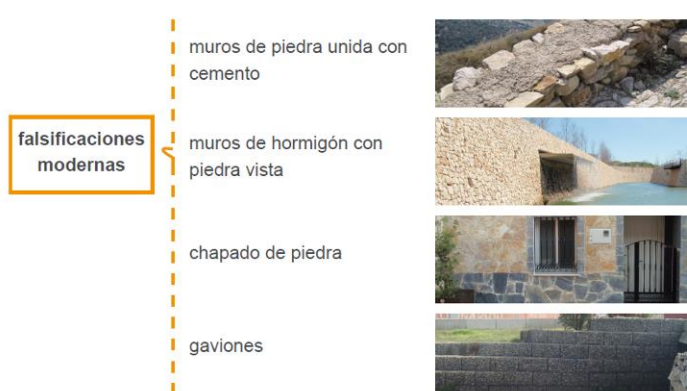 muros de piedra unida con
cemento
falsificaciones
modernas
muros de hormigón con
piedra vista
chapado de piedra
gaviones